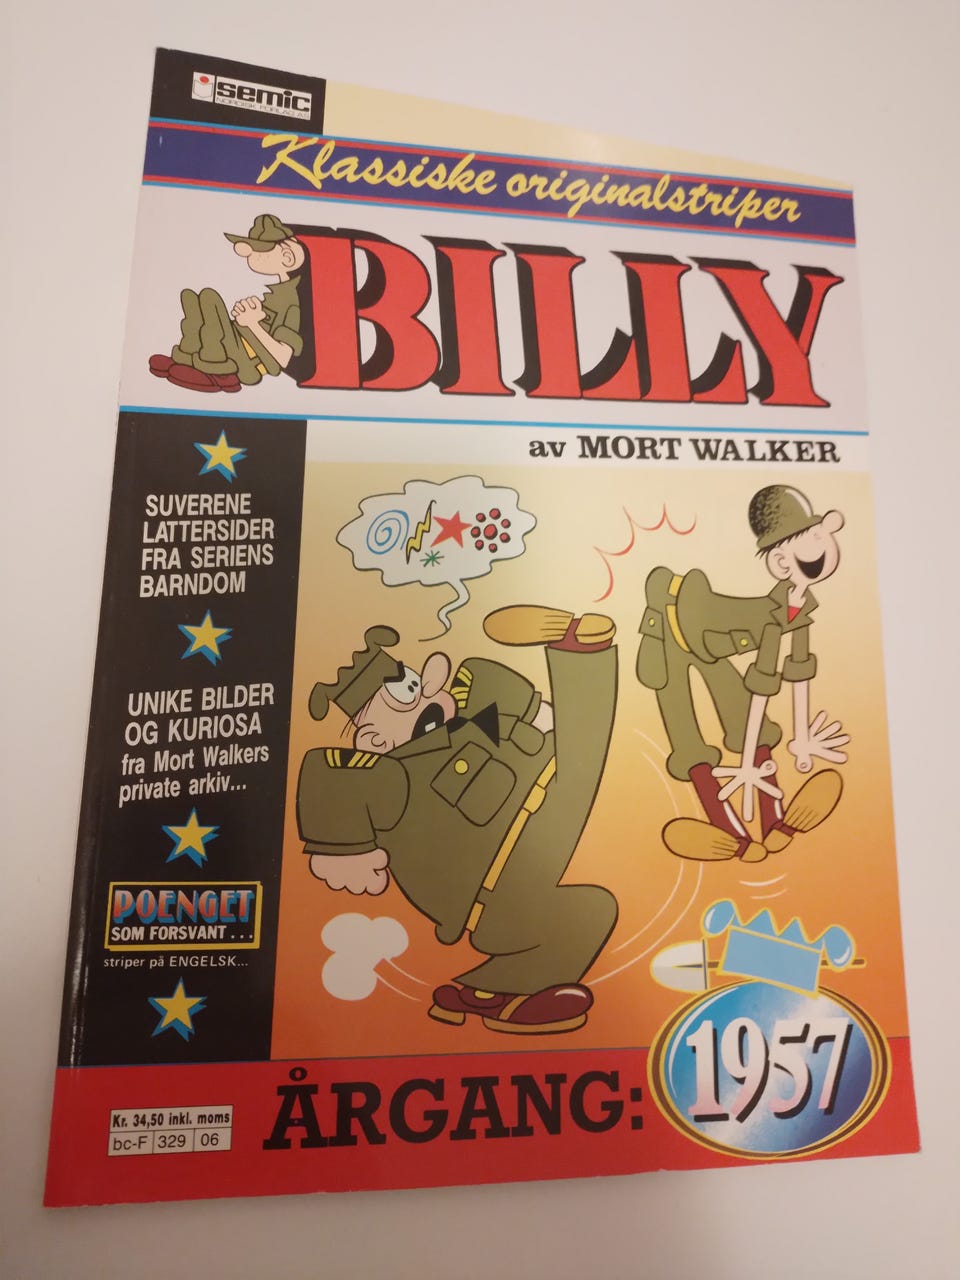 semic
NORDISK FORLAG AS
Klassiske originalstriper
BILLY
av MORT WALKER
SUVERENE
LATTERSIDER
FRA SERIENS
BARNDOM
UNIKE BILDER
OG KURIOSA
fra Mort Walkers
private arkiv...
POENGET
SOM FORSVANT...
striper på ENGELSK...
Kr. 34,50 inkl. moms
bc-F 329 06
ÅRGANG: 1957